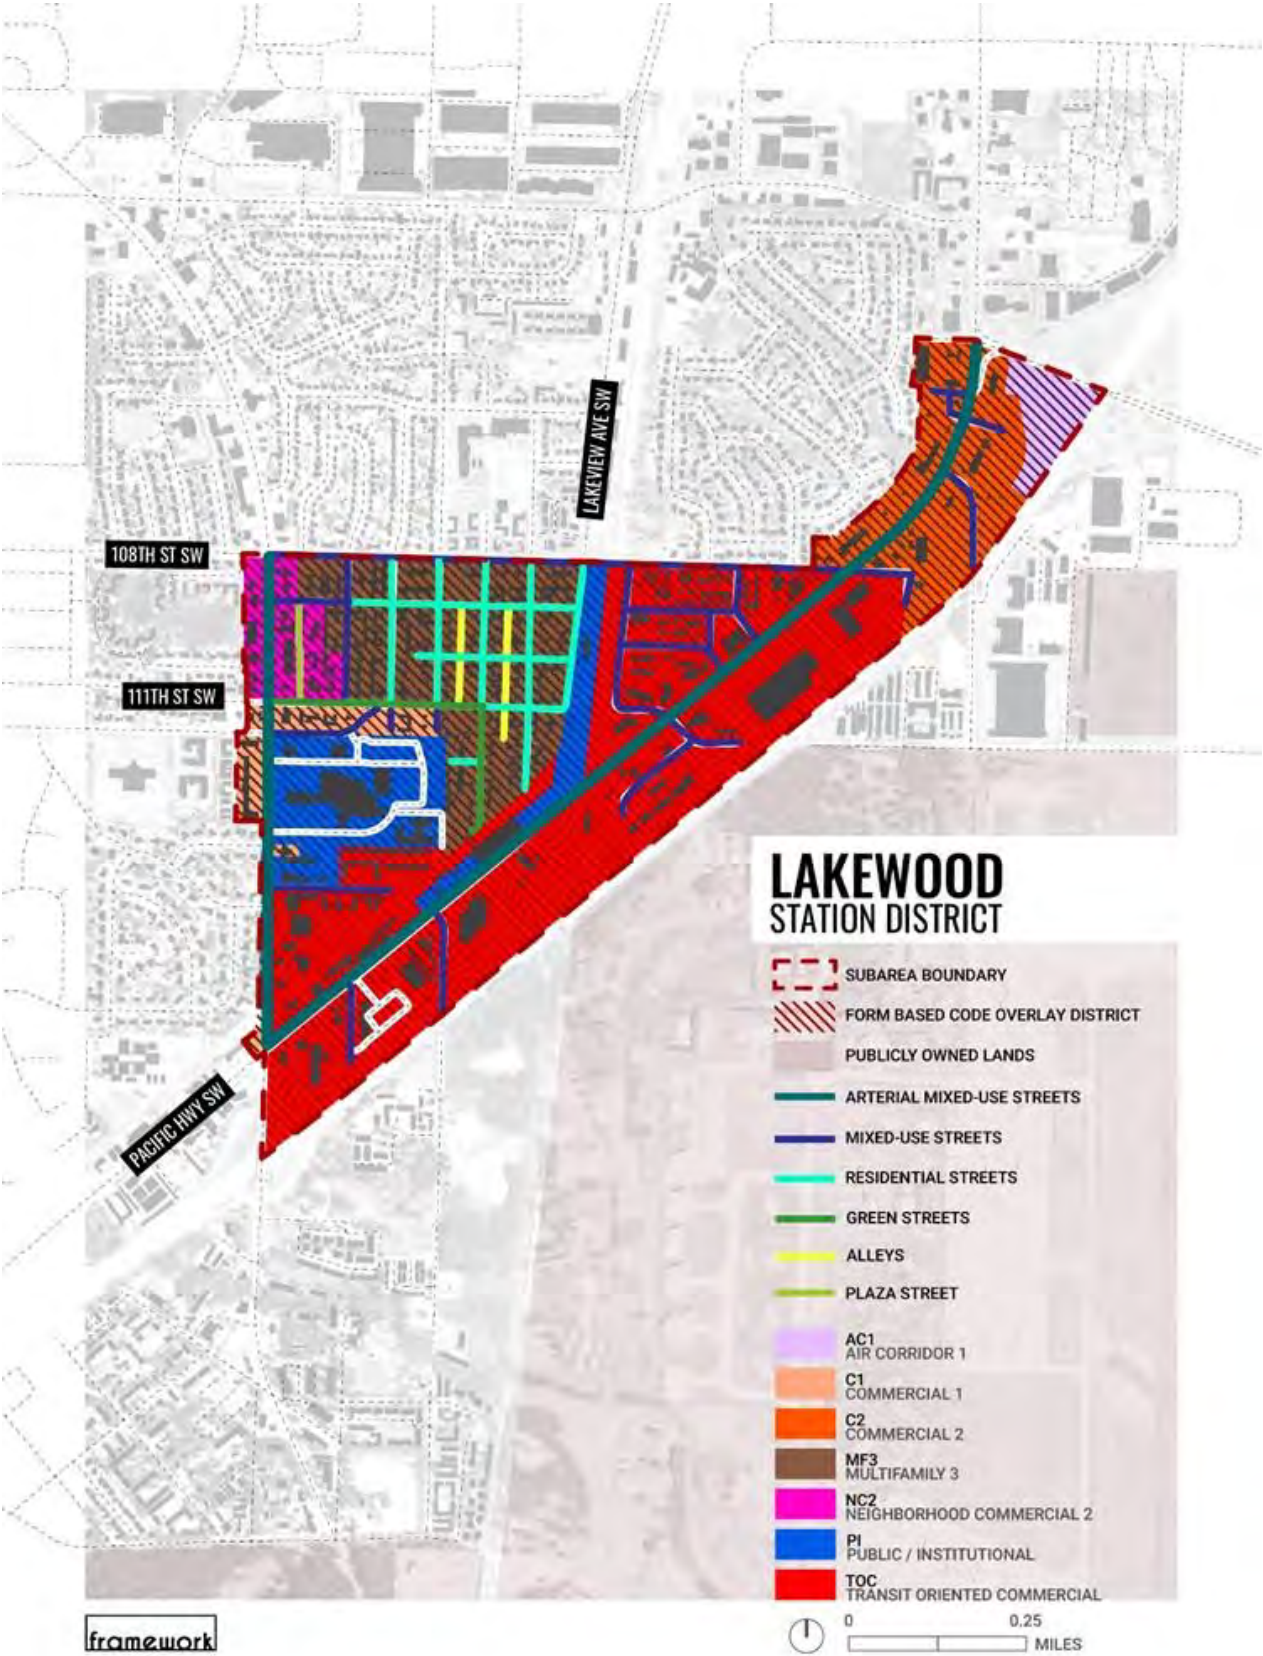 LAKEVIEW AVE SW
108TH ST SW
111TH ST SW
PACIFIC HWY SW
LAKEWOOD
STATION DISTRICT
SUBAREA BOUNDARY
FORM BASED CODE OVERLAY DISTRICT
PUBLICLY OWNED LANDS
ARTERIAL MIXED-USE STREETS
MIXED-USE STREETS
RESIDENTIAL STREETS
GREEN STREETS
ALLEYS
PLAZA STREET
AC1
AIR CORRIDOR 1
C1
COMMERCIAL 1
C2
COMMERCIAL 2
MF3
MULTIFAMILY 3
NC2
NEIGHBORHOOD COMMERCIAL 2
PI
PUBLIC / INSTITUTIONAL
TOC
TRANSIT ORIENTED COMMERCIAL
framework
0 0.25
MILES